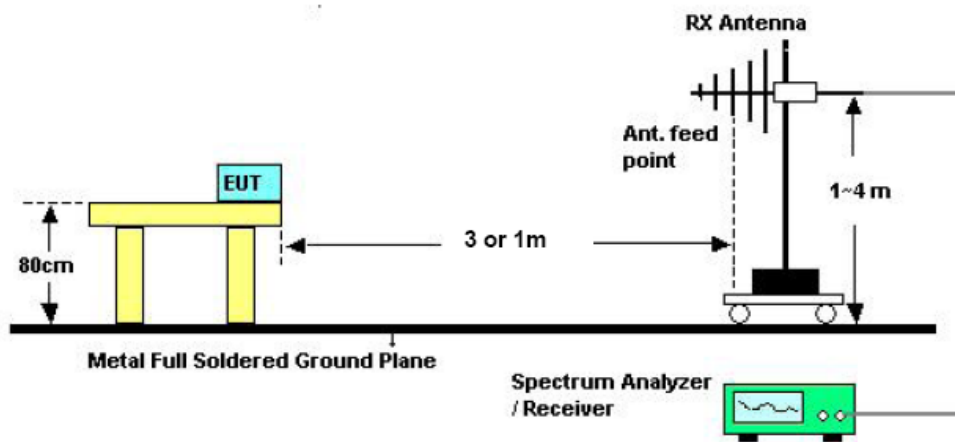 RX Antenna
Ant. feed
point
EUT
1~4 m
3 or 1m
80cm
Metal Full Soldered Ground Plane
Spectrum Analyzer
/ Receiver